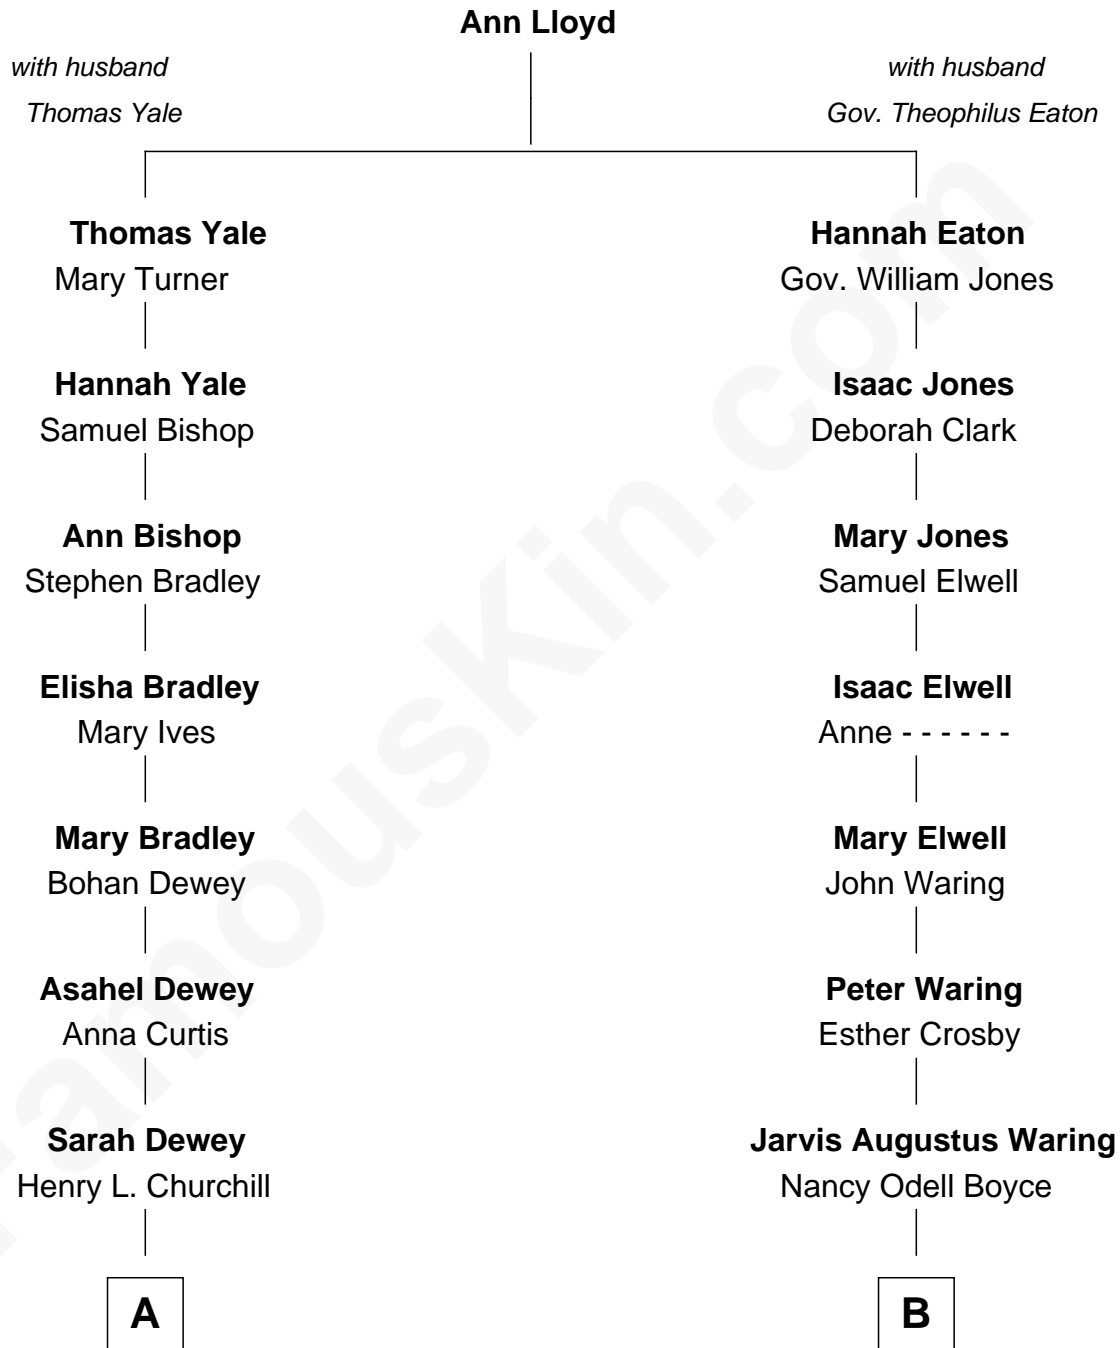 Ann Lloyd
with husband
Thomas Yale
with husband
Gov. Theophilus Eaton
Thomas Yale
Mary Turner
Hannah Eaton
Gov. William Jones
Hannah Yale
Samuel Bishop
Isaac Jones
Deborah Clark
Ann Bishop
Stephen Bradley
Mary Jones
Samuel Elwell
Elisha Bradley
Mary Ives
Isaac Elwell
Anne - - - - - -
Mary Bradley
Bohan Dewey
Mary Elwell
John Waring
Asahel Dewey
Anna Curtis
Peter Waring
Esther Crosby
Sarah Dewey
Henry L. Churchill
Jarvis Augustus Waring
Nancy Odell Boyce
A
B
FamousKin.com